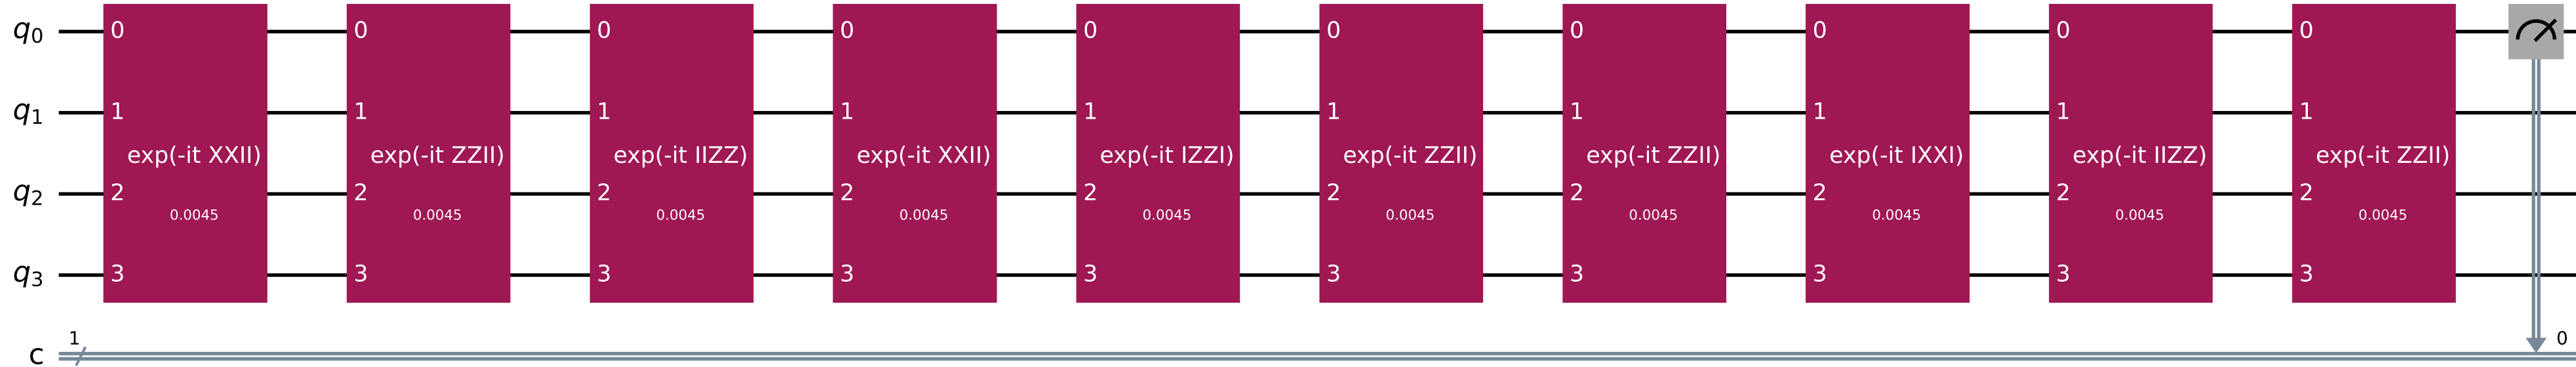 q0 0 0 0 0 0 0 0 0 0 0
q1 1 1 1 1 1 1 1 1 1 1
exp(-it XXII) exp(-it ZZII) exp(-it IIZZ) exp(-it XXII) exp(-it IZZI) exp(-it ZZII) exp(-it ZZII) exp(-it IXXI) exp(-it IIZZ) exp(-it ZZII)
q2 2 2 2 2 2 2 2 2 2 2
0.0045 0.0045 0.0045 0.0045 0.0045 0.0045 0.0045 0.0045 0.0045 0.0045
q3 3 3 3 3 3 3 3 3 3 3
1 0
c